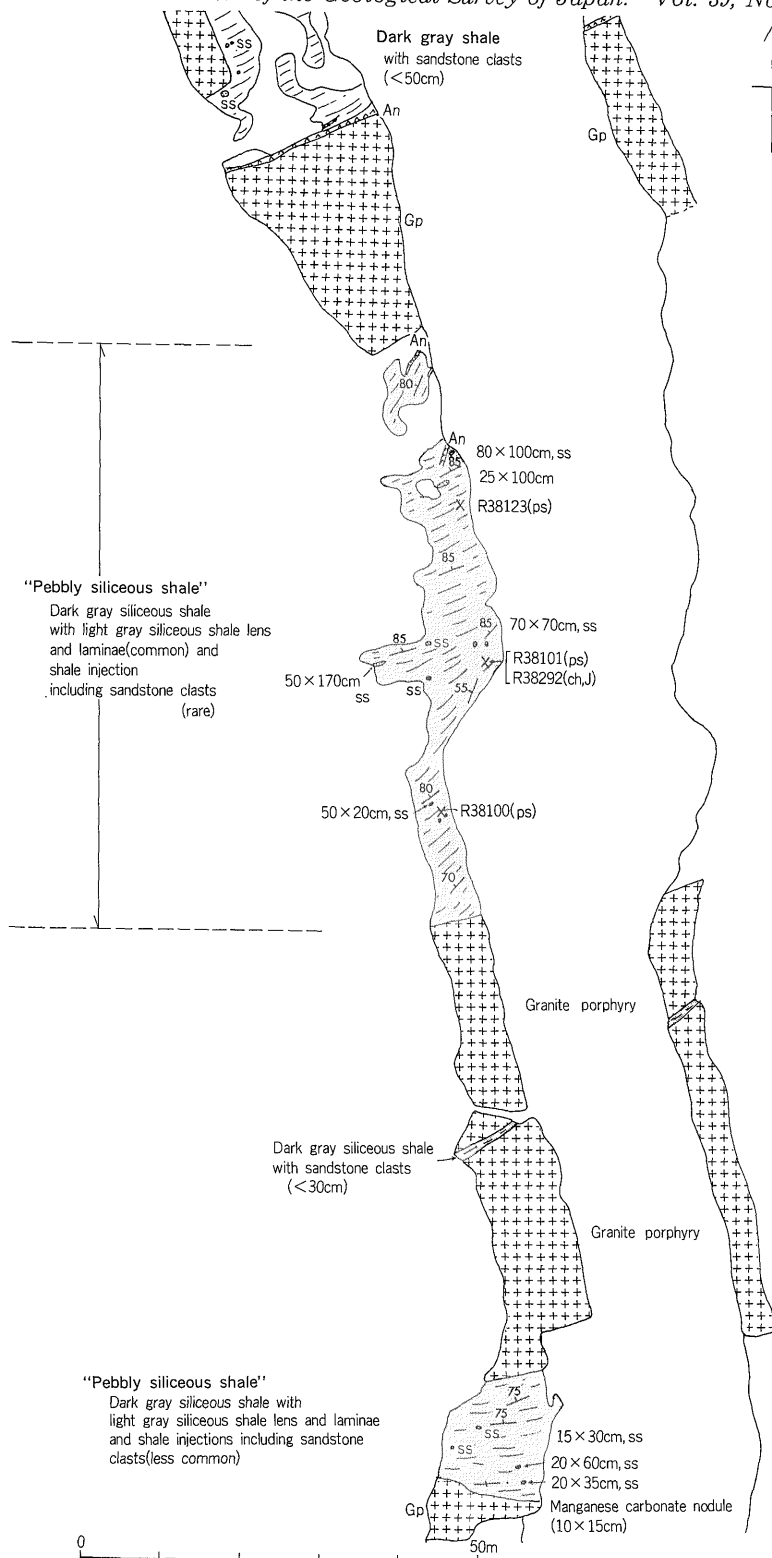 of the Geological Survey of Japan. Vol. 35, No
Dark gray shale
with sandstone clasts
(<50cm)
ss
ss
An
Gp
Gp
An
80
An
85
80×100cm, ss
25×100cm
R38123(ps)
85
"Pebbly siliceous shale"
Dark gray siliceous shale
with light gray siliceous shale lens
and laminae(common) and
shale injection
including sandstone clasts
(rare)
85
70×70cm, ss
85
ss
R38101(ps)
R38292(ch,J)
50×170cm
ss
ss
55
80
50×20cm, ss
R38100(ps)
70
Granite porphyry
Dark gray siliceous shale
with sandstone clasts
(<30cm)
Granite porphyry
"Pebbly siliceous shale"
Dark gray siliceous shale with
light gray siliceous shale lens and laminae
and shale injections including sandstone
clasts(less common)
75
75
ss
ss
15×30cm, ss
20×60cm, ss
20×35cm, ss
Gp
Manganese carbonate nodule
(10×15cm)
0
50m